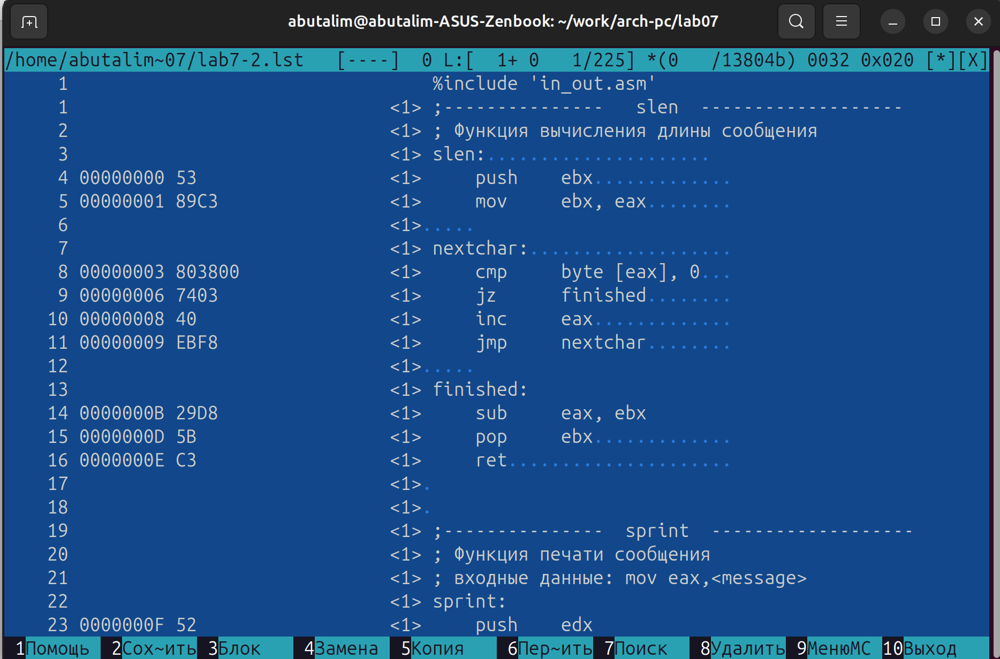 abutalim@abutalim-ASUS-Zenbook: ~/work/arch-pc/lab07
/home/abutalim~07/lab7-2.lst   [----]  0 L:[  1+ 0   1/225] *(0   /13804b) 0032 0x020 [*][X]
     1                                  %include 'in_out.asm'
     1                              <1> ;---------------   slen  -------------------
     2                              <1> ; Функция вычисления длины сообщения
     3                              <1> slen:.....................
     4 00000000 53                  <1>     push    ebx.............
     5 00000001 89C3                <1>     mov     ebx, eax........
     6                              <1>.....
     7                              <1> nextchar:...................
     8 00000003 803800              <1>     cmp     byte [eax], 0...
     9 00000006 7403                <1>     jz      finished........
    10 00000008 40                  <1>     inc     eax.............
    11 00000009 EBF8                <1>     jmp     nextchar........
    12                              <1>.....
    13                              <1> finished:
    14 0000000B 29D8                <1>     sub     eax, ebx
    15 0000000D 5B                  <1>     pop     ebx.............
    16 0000000E C3                  <1>     ret.....................
    17                              <1>.
    18                              <1>.
    19                              <1> ;---------------  sprint  -------------------
    20                              <1> ; Функция печати сообщения
    21                              <1> ; входные данные: mov eax,<message>
    22                              <1> sprint:
    23 0000000F 52                  <1>     push    edx
1Помощь 2Сох~ить 3Блок 4Замена 5Копия 6Пер~ить 7Поиск 8Удалить 9МенюMC 10Выход